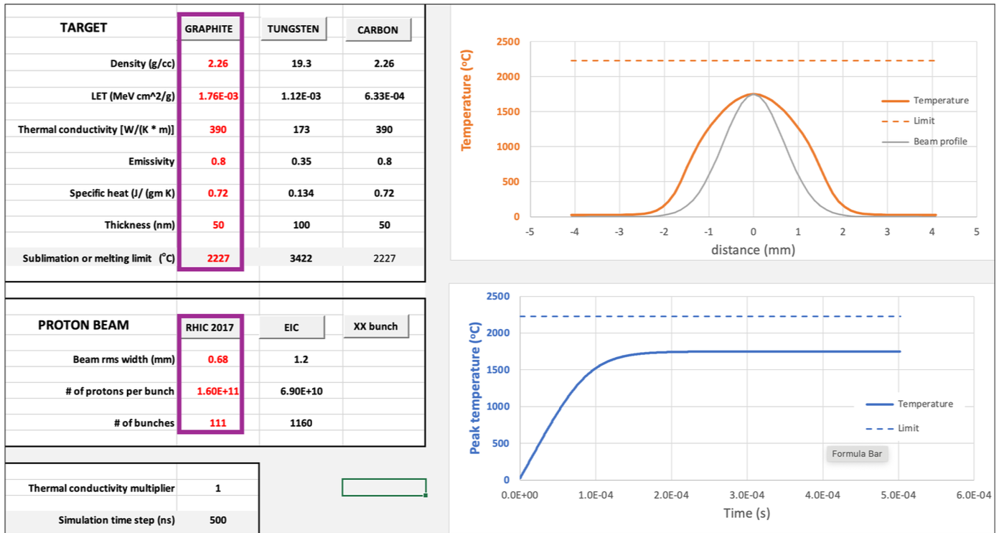 TARGET GRAPHITE TUNGSTEN CARBON
Density (g/cc) 2.26 19.3 2.26
LET (MeV cm^2/g) 1.76E-03 1.12E-03 6.33E-04
Thermal conductivity [W/(K * m)] 390 173 390
Emissivity 0.8 0.35 0.8
Specific heat (J/ (gm K) 0.72 0.134 0.72
Thickness (nm) 50 100 50
Sublimation or melting limit (°C) 2227 3422 2227
PROTON BEAM RHIC 2017 EIC XX bunch
Beam rms width (mm) 0.68 1.2
# of protons per bunch 1.60E+11 6.90E+10
# of bunches 111 1160
Thermal conductivity multiplier 1
Simulation time step (ns) 500
Temperature (°C)
2500
2000
1500
1000
500
0
-5 -4 -3 -2 -1 0 1 2 3 4 5
distance (mm)
Temperature
Limit
Beam profile
Peak temperature (°C)
2500
2000
1500
1000
500
0
0.0E+00 1.0E-04 2.0E-04 3.0E-04 4.0E-04 5.0E-04 6.0E-04
Time (s)
Temperature
Limit
Formula Bar